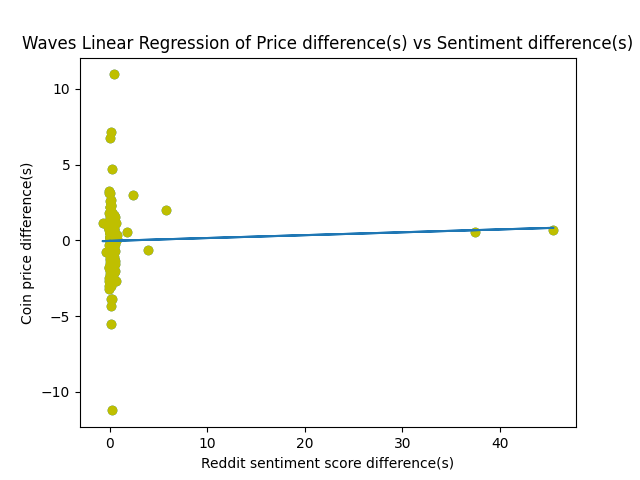 Waves Linear Regression of Price difference(s) vs Sentiment difference(s)
10
5
0
−5
−10
Coin price difference(s)
0 10 20 30 40
Reddit sentiment score difference(s)